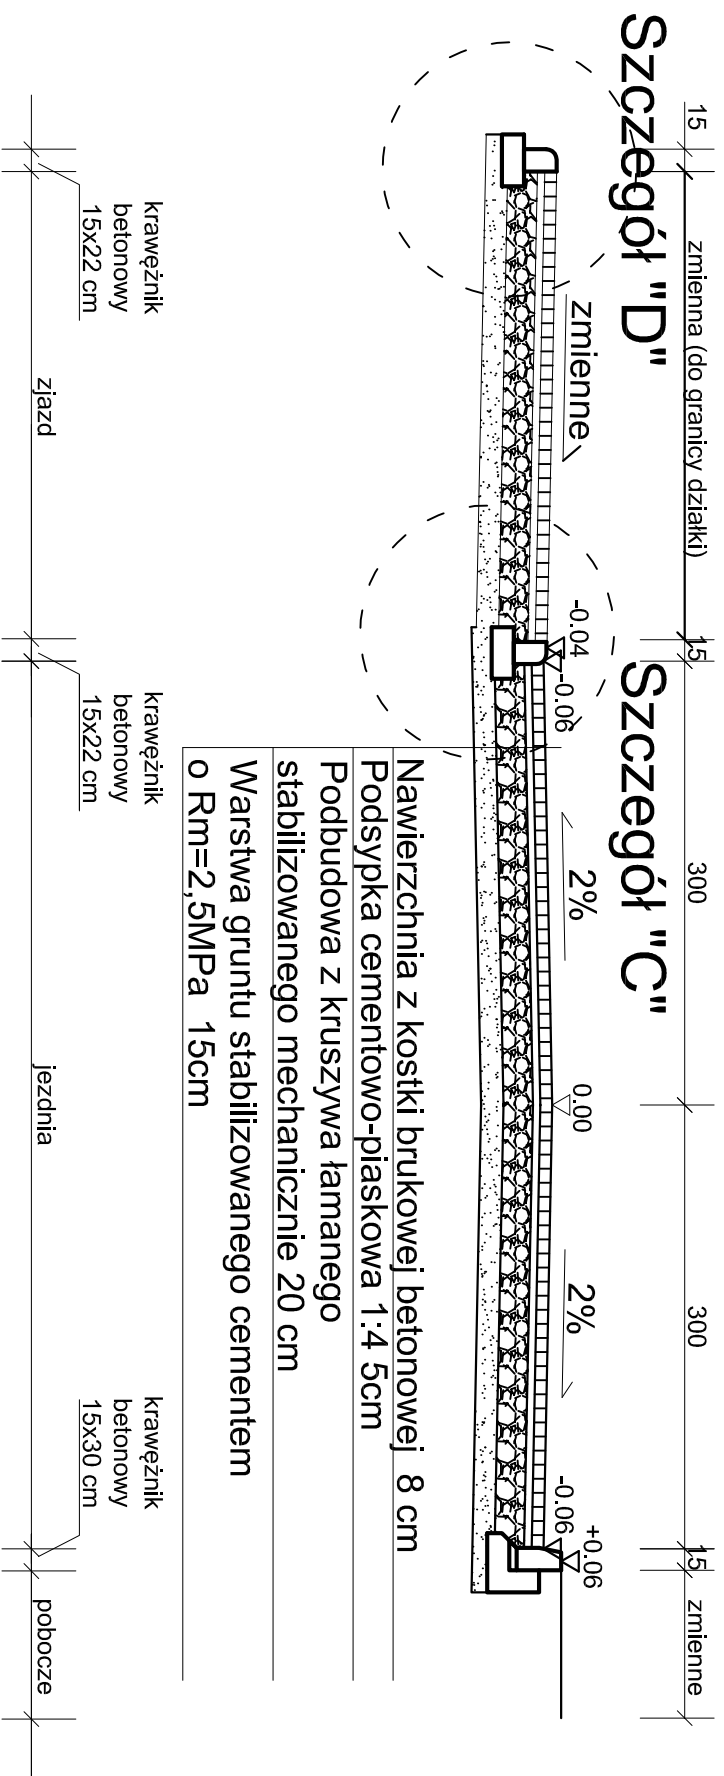 15
zmienna (do granicy działki)
15
300
300
15
zmienne
Szczegół "D"
Szczegół "C"
zmienne
-0.04
-0.06
2%
0.00
2%
-0.06
+0.06
Nawierzchnia z kostki brukowej betonowej 8 cm
Podsypka cementowo-piaskowa 1:4 5cm
Podbudowa z kruszywa łamanego
stabilizowanego mechanicznie 20 cm
Warstwa gruntu stabilizowanego cementem
o Rm=2,5MPa 15cm
krawężnik
betonowy
15x22 cm
krawężnik
betonowy
15x22 cm
krawężnik
betonowy
15x30 cm
zjazd
jezdnia
pobocze